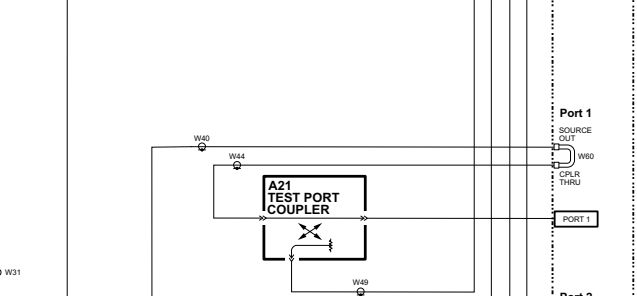 Port 1
SOURCE
OUT
W40
W60
W44
CPLR
THRU
A21
TEST PORT
COUPLER
PORT 1
W31
W49